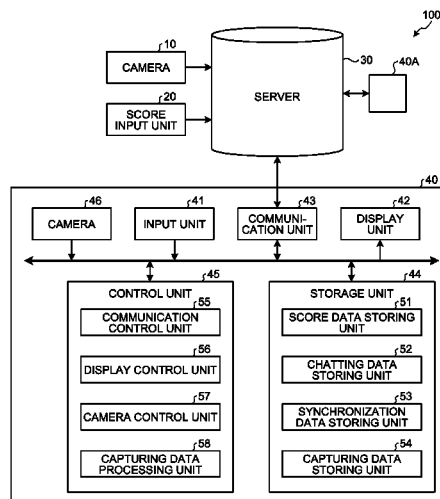 100
10
CAMERA
20
SCORE
INPUT UNIT
30
SERVER
40A
40
46
CAMERA
41
INPUT UNIT
43
COMMUNI-
CATION UNIT
42
DISPLAY
UNIT
45
CONTROL UNIT
55
COMMUNICATION
CONTROL UNIT
56
DISPLAY CONTROL UNIT
57
CAMERA CONTROL UNIT
58
CAPTURING DATA
PROCESSING UNIT
44
STORAGE UNIT
51
SCORE DATA STORING
UNIT
52
CHATTING DATA
STORING UNIT
53
SYNCHRONIZATION
DATA STORING UNIT
54
CAPTURING DATA
STORING UNIT